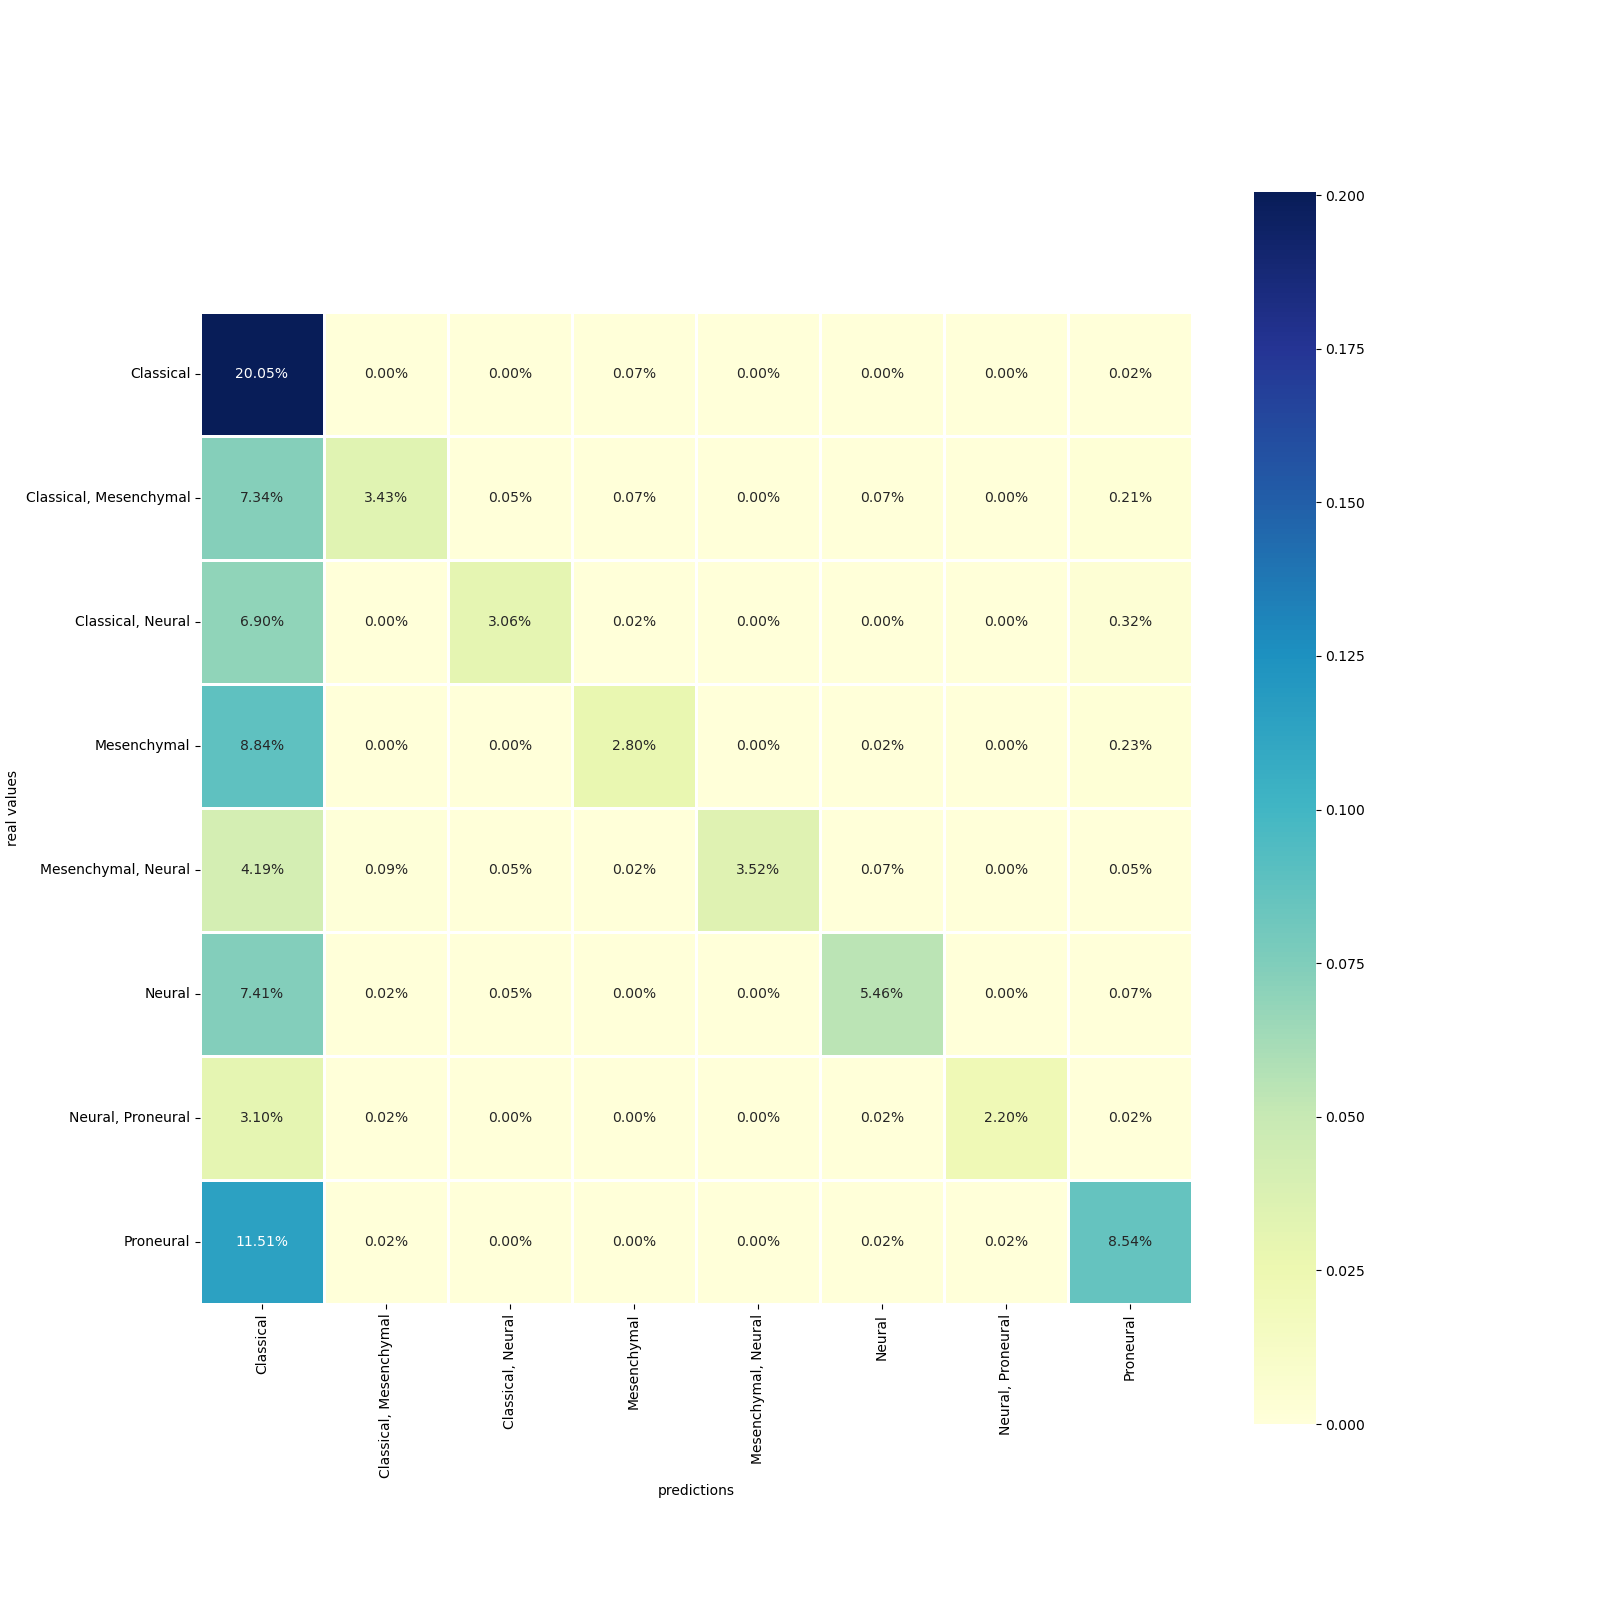 0.200
0.175
0.150
0.125
0.100
0.075
0.050
0.025
0.000
real values
Classical 20.05% 0.00% 0.00% 0.07% 0.00% 0.00% 0.00% 0.02%
Classical, Mesenchymal 7.34% 3.43% 0.05% 0.07% 0.00% 0.07% 0.00% 0.21%
Classical, Neural 6.90% 0.00% 3.06% 0.02% 0.00% 0.00% 0.00% 0.32%
Mesenchymal 8.84% 0.00% 0.00% 2.80% 0.00% 0.02% 0.00% 0.23%
Mesenchymal, Neural 4.19% 0.09% 0.05% 0.02% 3.52% 0.07% 0.00% 0.05%
Neural 7.41% 0.02% 0.05% 0.00% 0.00% 5.46% 0.00% 0.07%
Neural, Proneural 3.10% 0.02% 0.00% 0.00% 0.00% 0.02% 2.20% 0.02%
Proneural 11.51% 0.02% 0.00% 0.00% 0.00% 0.02% 0.02% 8.54%
Classical
Classical, Mesenchymal
Classical, Neural
Mesenchymal
Mesenchymal, Neural
Neural
Neural, Proneural
Proneural
predictions